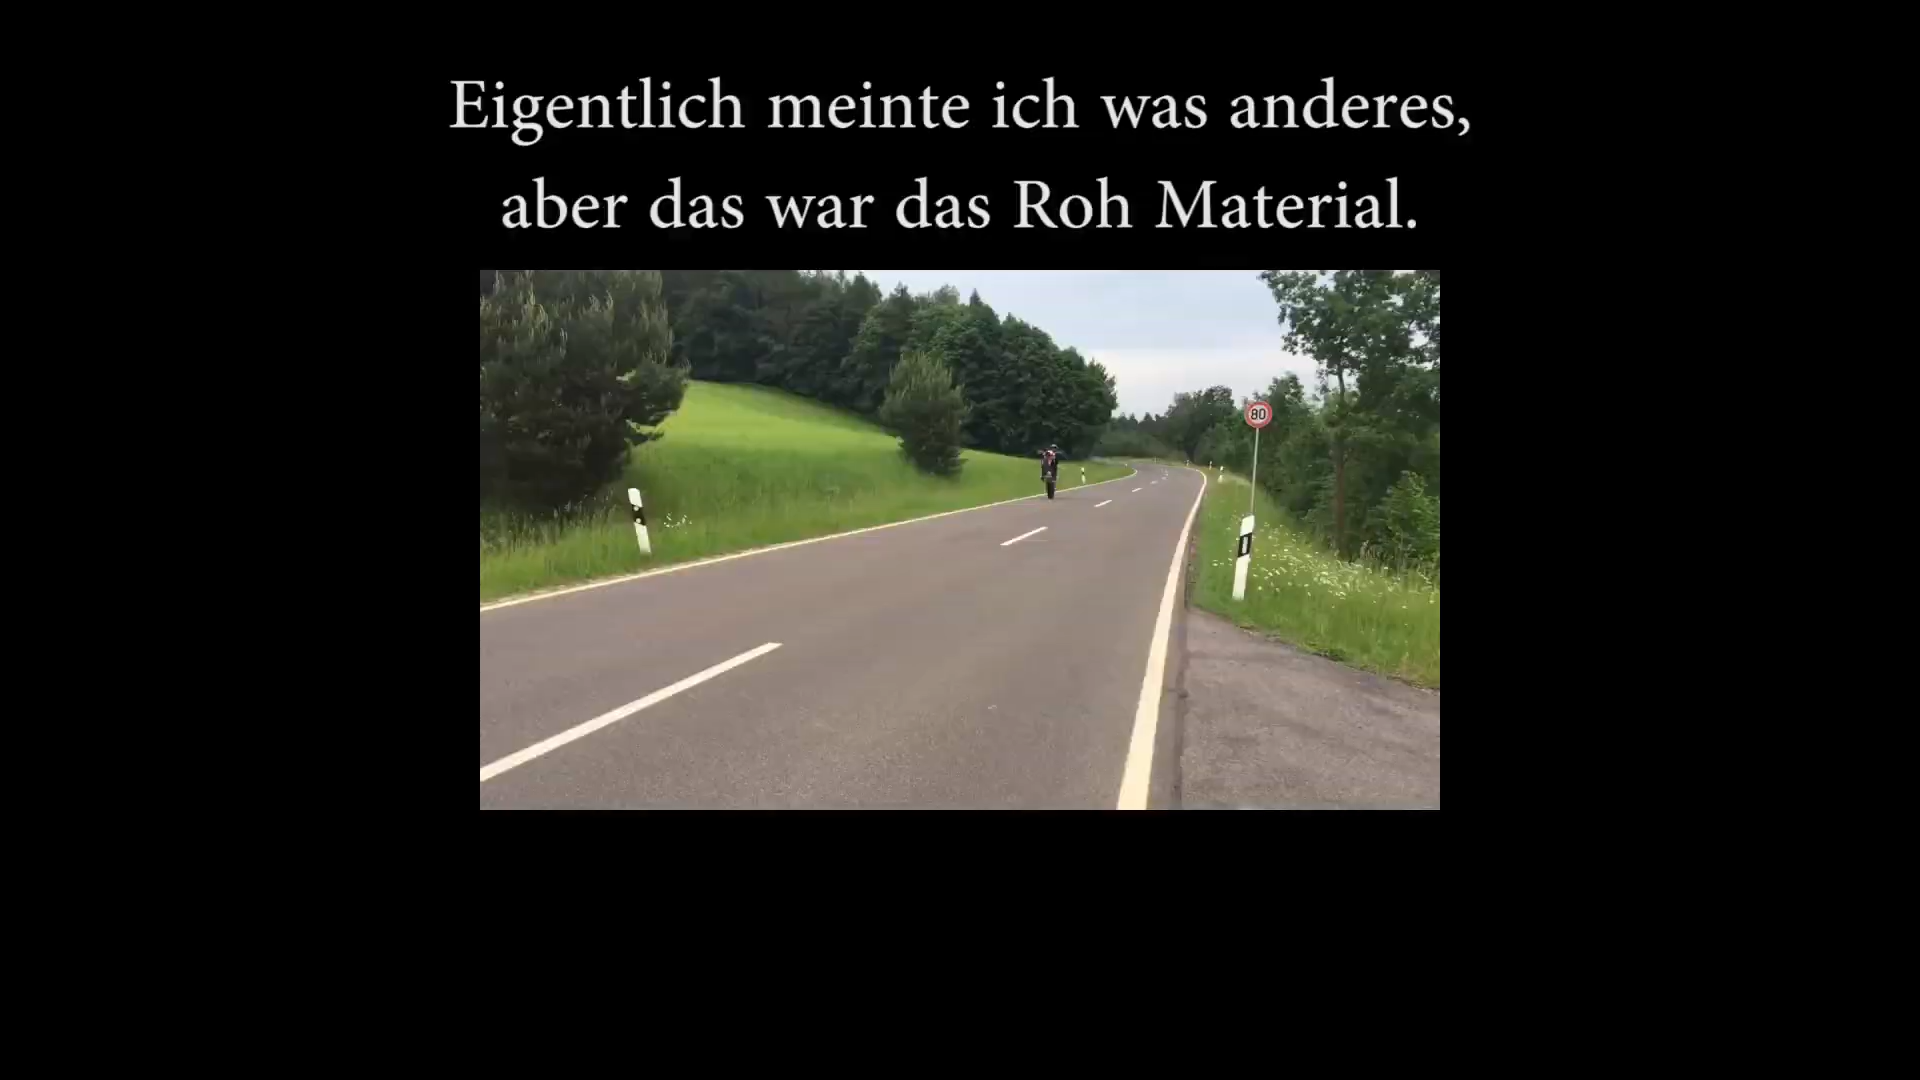 Eigentlich meinte ich was anderes,
aber das war das Roh Material.
80